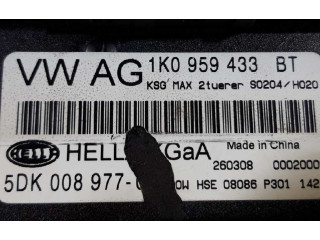 VW AG 1K0 959 433 BT
KSG MAX 2tuerer S0204/H020
HELLA KGaA Made in China
260308 0002000
5DK 008 977- HSE 08086 P301 142